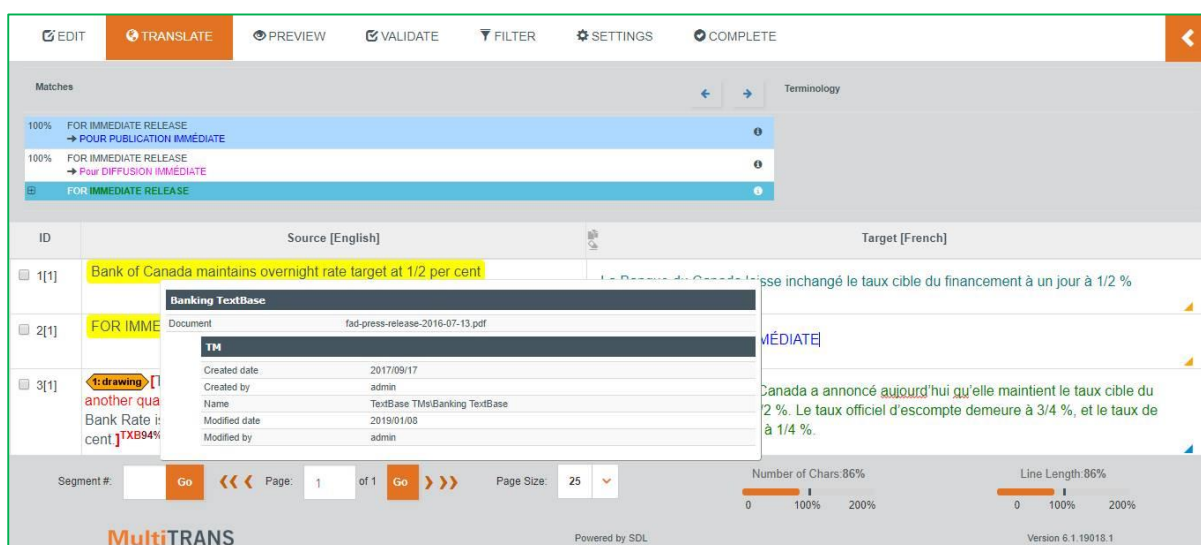 EDIT TRANSLATE PREVIEW VALIDATE FILTER SETTINGS COMPLETE
Matches Terminology
100% FOR IMMEDIATE RELEASE
→ POUR PUBLICATION IMMÉDIATE
100% FOR IMMEDIATE RELEASE
→ Pour DIFFUSION IMMÉDIATE
FOR IMMEDIATE RELEASE
ID Source [English] Target [French]
1[1] Bank of Canada maintains overnight rate target at 1/2 per cent La Banque du Canada laisse inchangé le taux cible du financement à un jour à 1/2 %
Banking TextBase
Document fad-press-release-2016-07-13.pdf
2[1] FOR IMME MÉDIATE
TM
Created date 2017/09/17
Created by admin
Name TextBase TMs\Banking TextBase
Modified date 2019/01/08
Modified by admin
3[1] 1:drawing [T Canada a annoncé aujourd'hui qu'elle maintient le taux cible du
another qua /2 %. Le taux officiel d'escompte demeure à 3/4 %, et le taux de
Bank Rate is à 1/4 %.
cent.]TXB94%
Segment #: Go Page: 1 of 1 Go Page Size: 25 Number of Chars:86% Line Length:86%
0 100% 200% 0 100% 200%
MultiTRANS Powered by SDL Version 6.1.19018.1